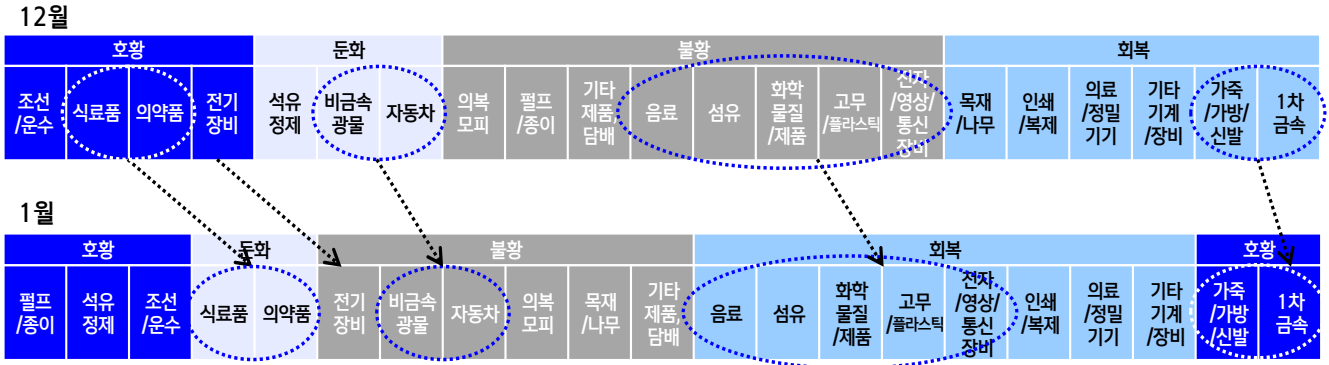 12월
호황 둔화 불황 회복
조선/운수 식료품 의약품 전기장비 석유정제 비금속광물 자동차 의복모피 펄프/종이 기타제품,담배 음료 섬유 화학물질/제품 고무/플라스틱 전자/영상/통신장비 목재/나무 인쇄/복제 의료/정밀기기 기타기계/장비 가죽/가방/신발 1차금속
1월
호황 둔화 불황 회복 호황
펄프/종이 석유정제 조선/운수 식료품 의약품 전기장비 비금속광물 자동차 의복모피 목재/나무 기타제품,담배 음료 섬유 화학물질/제품 고무/플라스틱 전자/영상/통신장비 인쇄/복제 의료/정밀기기 기타기계/장비 가죽/가방/신발 1차금속